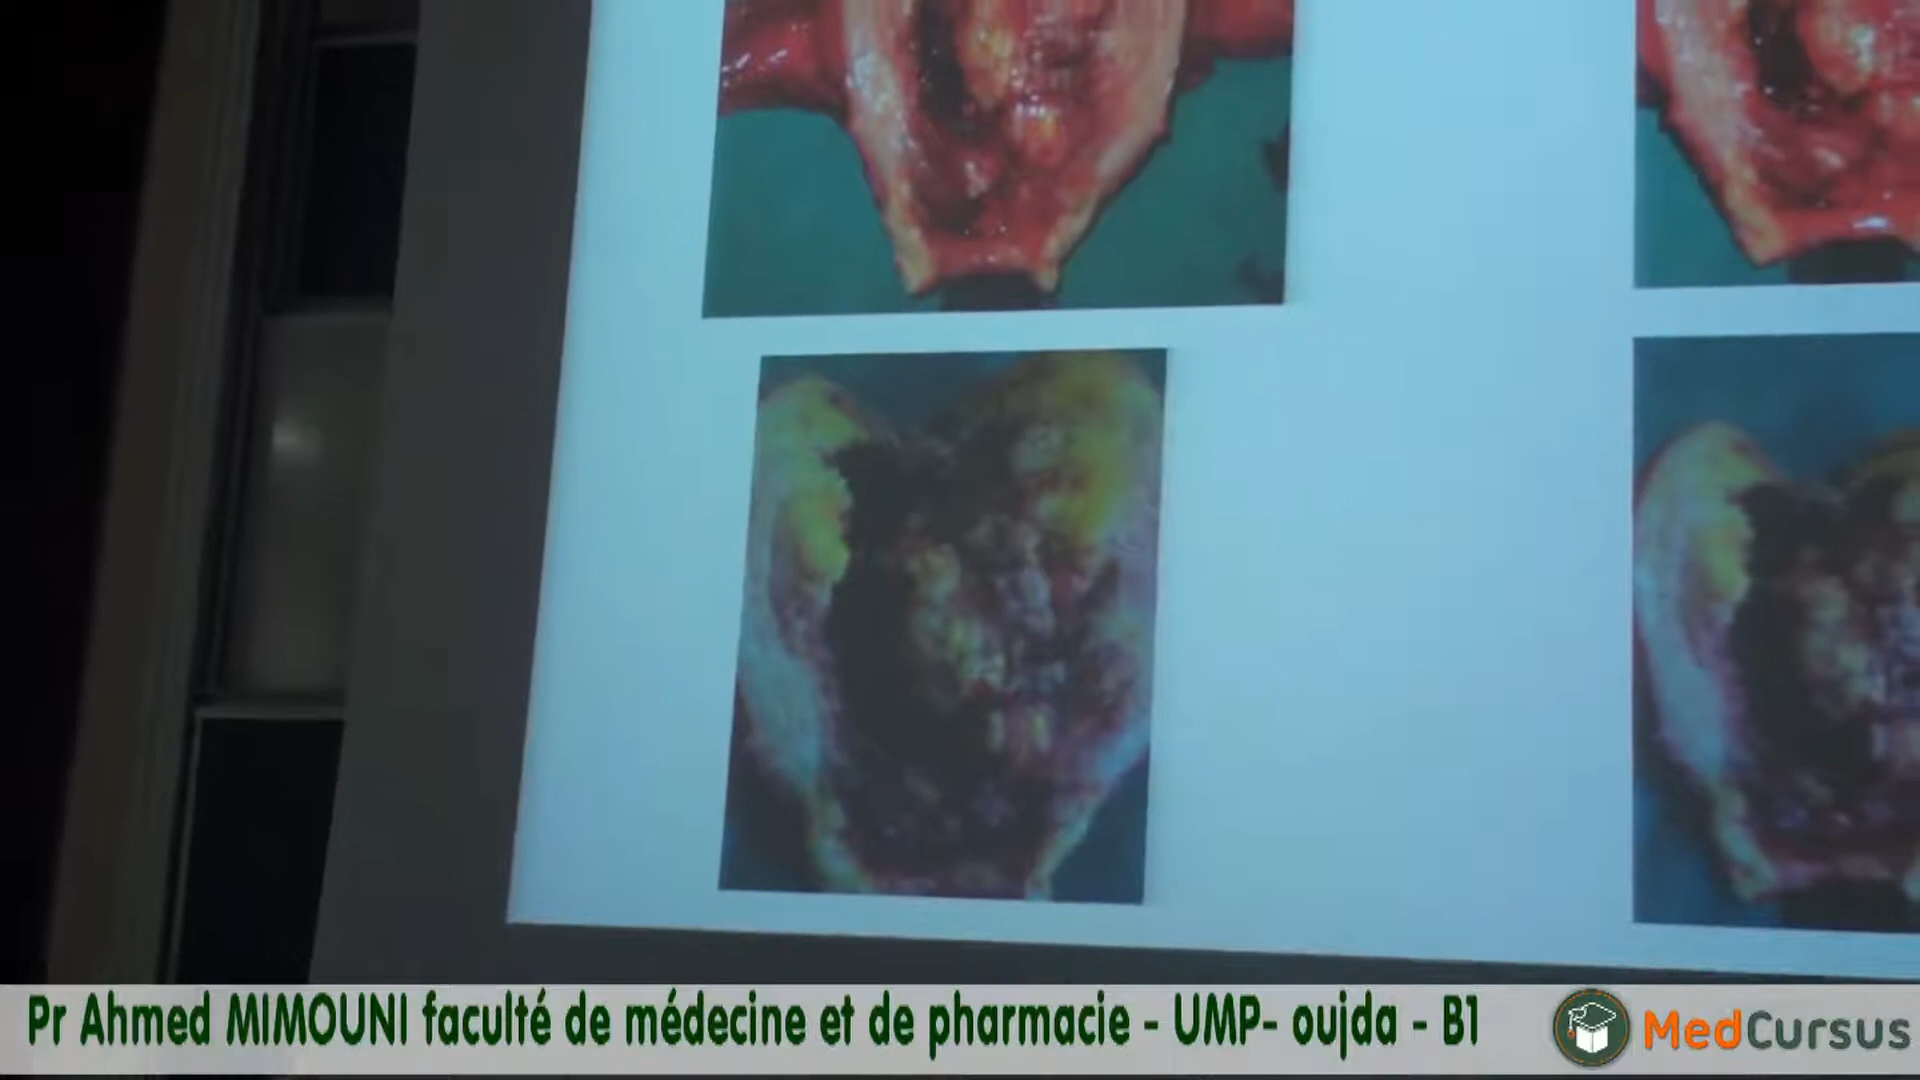 Pr Ahmed MIMOUNI faculté de médecine et de pharmacie - UMP- oujda - B1
MedCursus